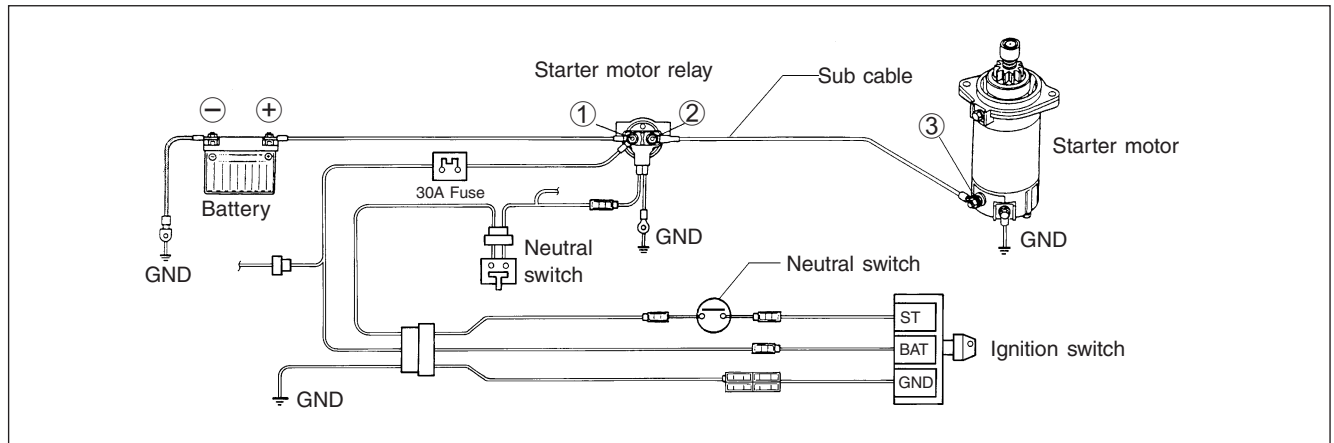 Starter motor relay
Sub cable
− +
① ②
③
Starter motor
30A Fuse
Battery
GND
GND
GND
Neutral
switch
Neutral switch
ST
BAT
GND
Ignition switch
GND